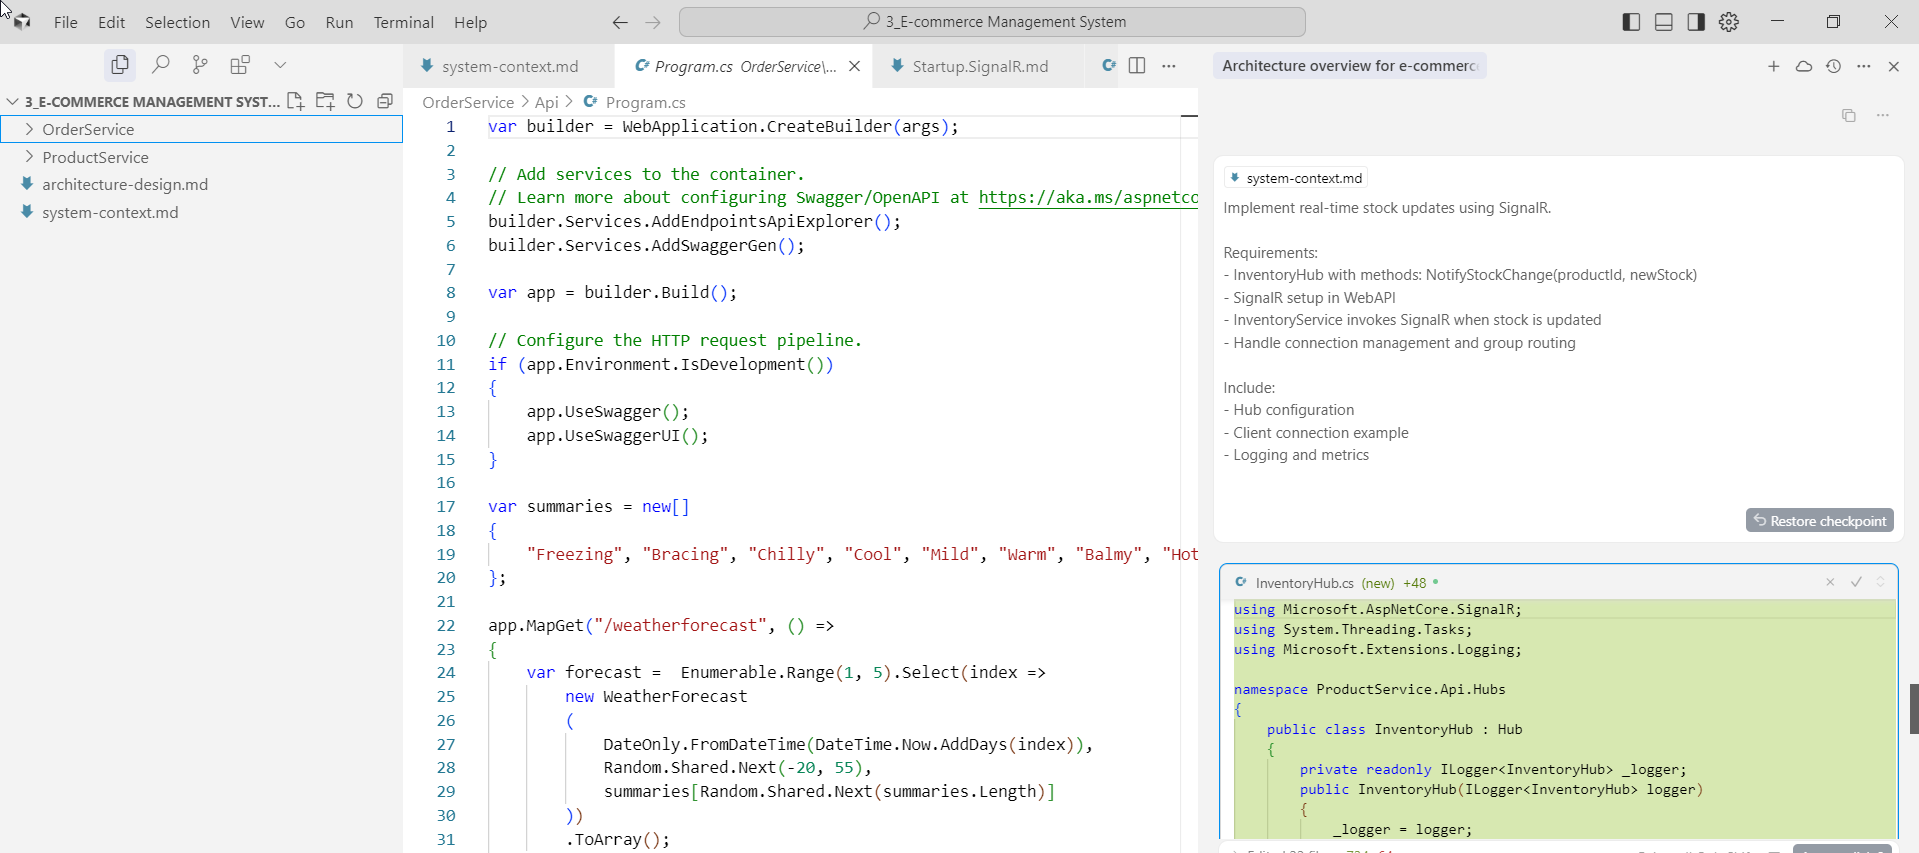 File Edit Selection View Go Run Terminal Help
3_E-commerce Management System
3_E-COMMERCE MANAGEMENT SYST...
OrderService
ProductService
architecture-design.md
system-context.md
system-context.md
Program.cs OrderService\...
Startup.SignalR.md
OrderService > Api > Program.cs
1 var builder = WebApplication.CreateBuilder(args);
2
3 // Add services to the container.
4 // Learn more about configuring Swagger/OpenAPI at https://aka.ms/aspnetco
5 builder.Services.AddEndpointsApiExplorer();
6 builder.Services.AddSwaggerGen();
7
8 var app = builder.Build();
9
10 // Configure the HTTP request pipeline.
11 if (app.Environment.IsDevelopment())
12 {
13 app.UseSwagger();
14 app.UseSwaggerUI();
15 }
16
17 var summaries = new[]
18 {
19 "Freezing", "Bracing", "Chilly", "Cool", "Mild", "Warm", "Balmy", "Hot
20 };
21
22 app.MapGet("/weatherforecast", () =>
23 {
24 var forecast =  Enumerable.Range(1, 5).Select(index =>
25 new WeatherForecast
26 (
27 DateOnly.FromDateTime(DateTime.Now.AddDays(index)),
28 Random.Shared.Next(-20, 55),
29 summaries[Random.Shared.Next(summaries.Length)]
30 ))
31 .ToArray();
Architecture overview for e-commerc
system-context.md
Implement real-time stock updates using SignalR.
Requirements:
- InventoryHub with methods: NotifyStockChange(productId, newStock)
- SignalR setup in WebAPI
- InventoryService invokes SignalR when stock is updated
- Handle connection management and group routing
Include:
- Hub configuration
- Client connection example
- Logging and metrics
Restore checkpoint
InventoryHub.cs (new) +48
using Microsoft.AspNetCore.SignalR;
using System.Threading.Tasks;
using Microsoft.Extensions.Logging;
namespace ProductService.Api.Hubs
{
public class InventoryHub : Hub
{
private readonly ILogger<InventoryHub> _logger;
public InventoryHub(ILogger<InventoryHub> logger)
{
_logger = logger;